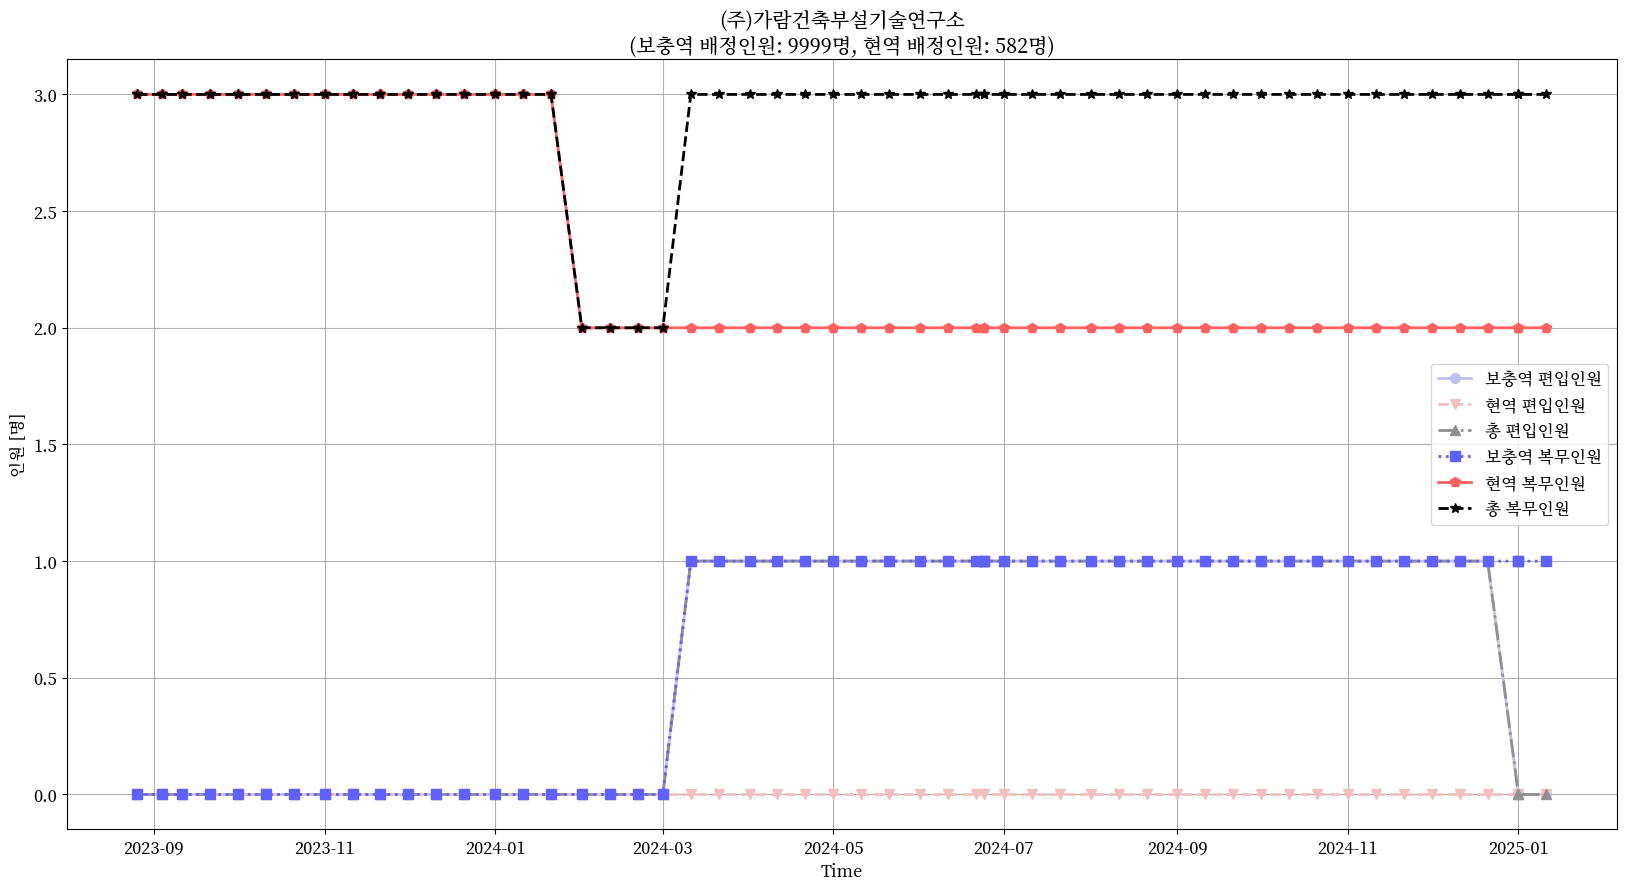 (주)가람건축부설기술연구소
(보충역 배정인원: 9999명, 현역 배정인원: 582명)
인원 [명]
3.0
2.5
2.0
1.5
1.0
0.5
0.0
보충역 편입인원
현역 편입인원
총 편입인원
보충역 복무인원
현역 복무인원
총 복무인원
2023-09 2023-11 2024-01 2024-03 2024-05 2024-07 2024-09 2024-11 2025-01
Time